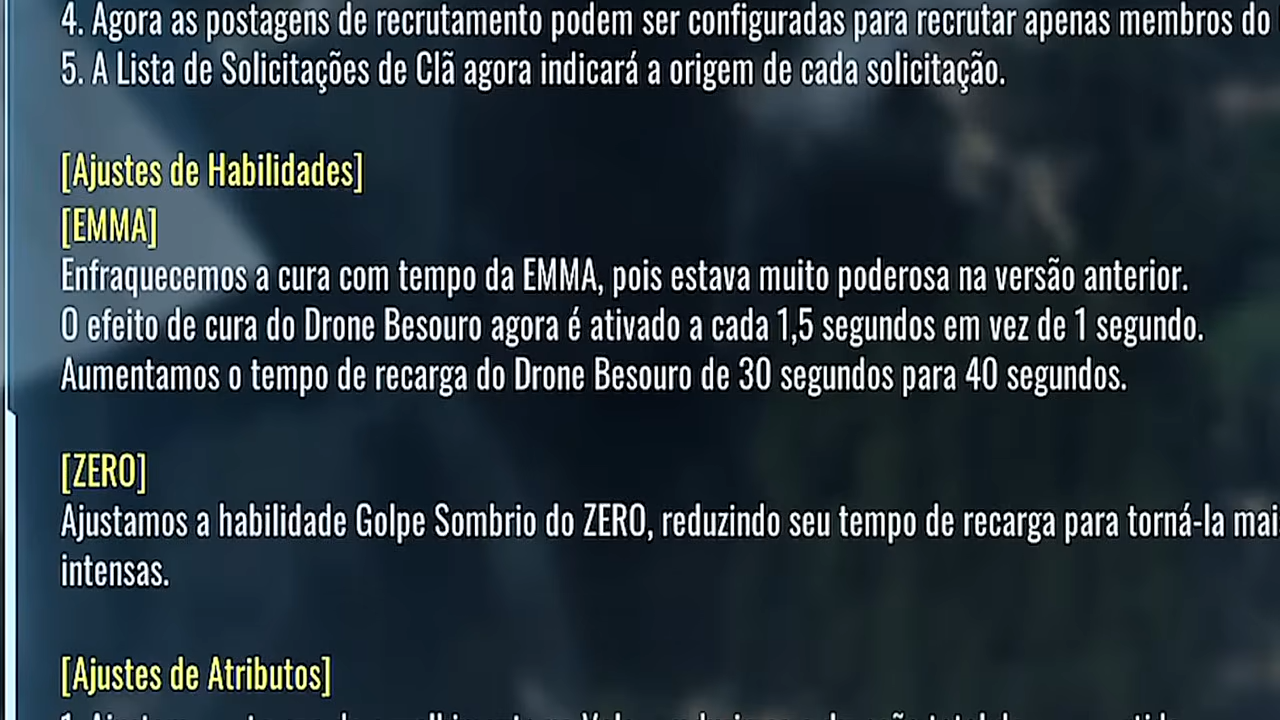 4. Agora as postagens de recrutamento podem ser configuradas para recrutar apenas membros do
5. A Lista de Solicitações de Clã agora indicará a origem de cada solicitação.
[Ajustes de Habilidades]
[EMMA]
Enfraquecemos a cura com tempo da EMMA, pois estava muito poderosa na versão anterior.
O efeito de cura do Drone Besouro agora é ativado a cada 1,5 segundos em vez de 1 segundo.
Aumentamos o tempo de recarga do Drone Besouro de 30 segundos para 40 segundos.
[ZERO]
Ajustamos a habilidade Golpe Sombrio do ZERO, reduzindo seu tempo de recarga para torná-la mai
intensas.
[Ajustes de Atributos]